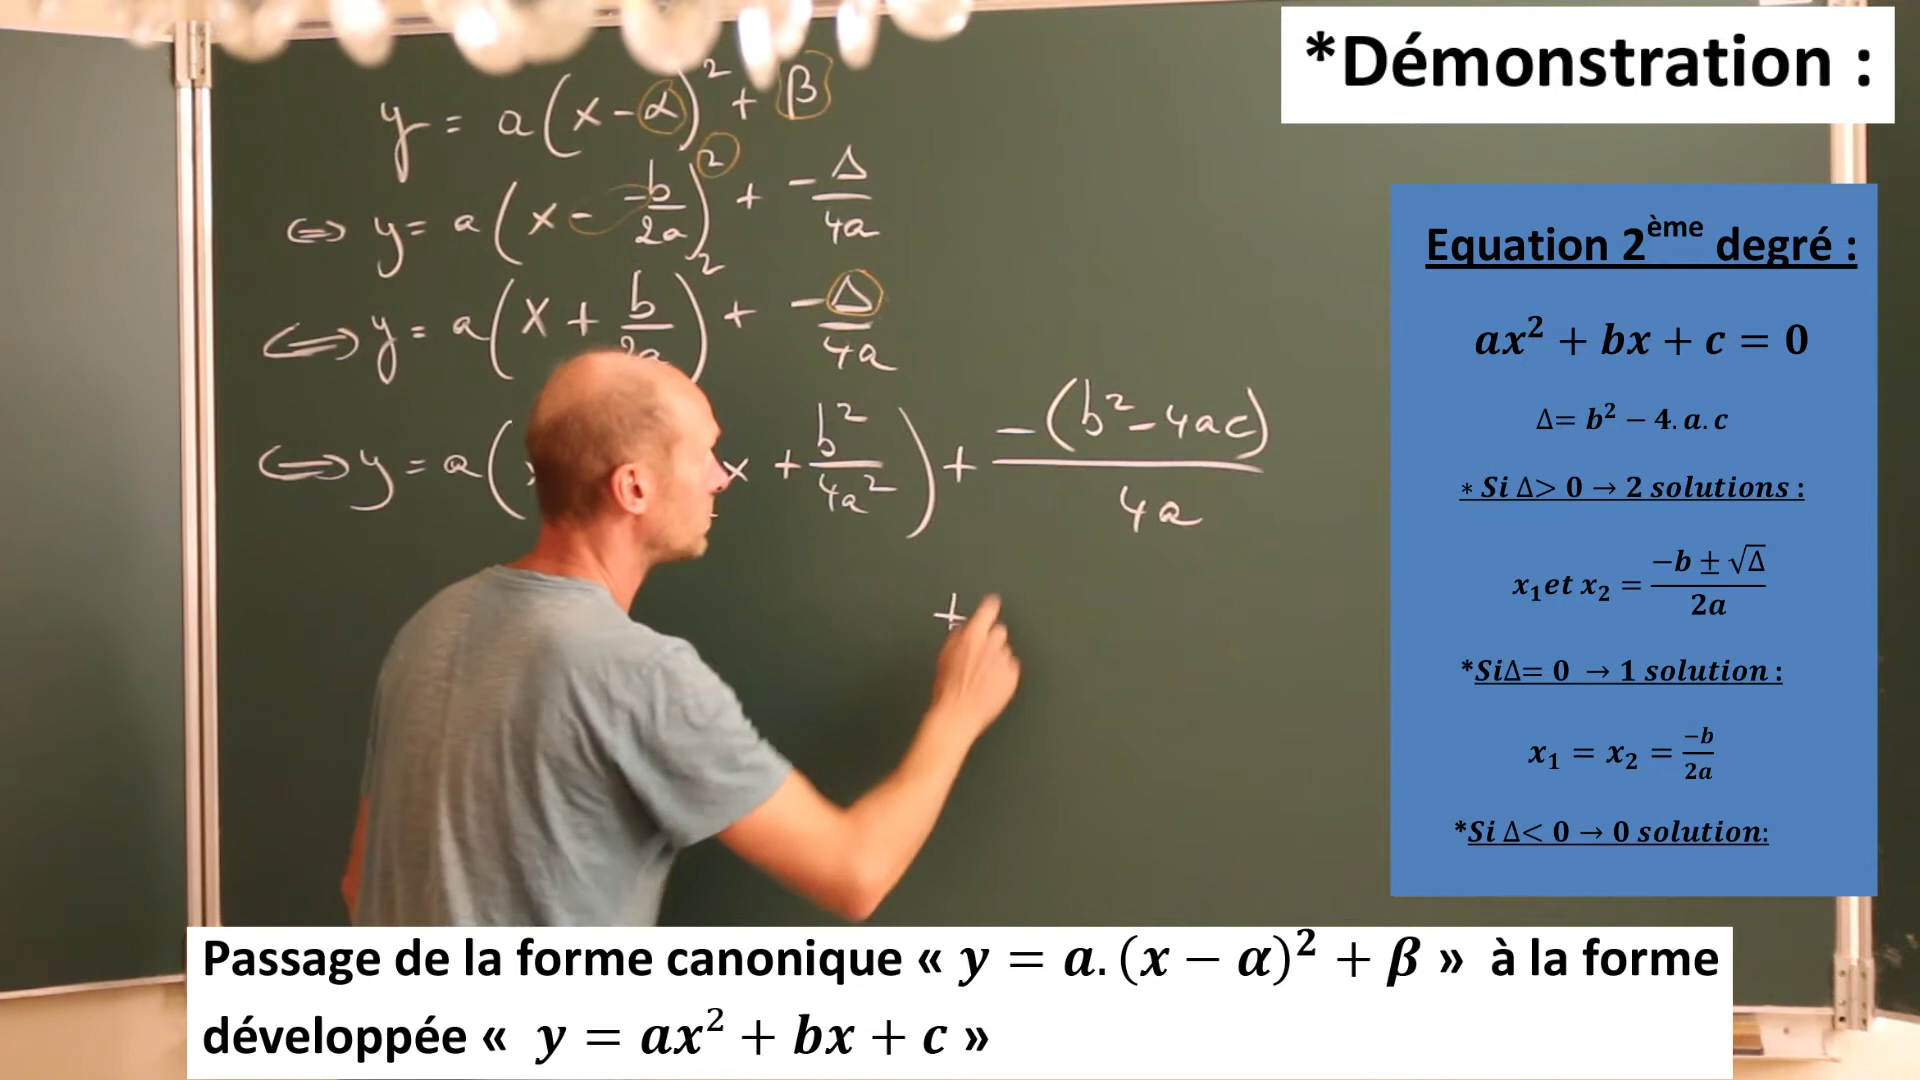 *Démonstration :
y = a(x - α)² + β
⇔ y = a(x - -b/2a)² + -Δ/4a
⇔ y = a(x + b/2a)² + -Δ/4a
⇔ y = a( x + b²/4a²) + -(b² - 4ac)/4a
+
Equation 2ème degré :
ax² + bx + c = 0
Δ= b² − 4.a.c
* Si Δ> 0 → 2 solutions :
x₁et x₂ = −b ± √Δ / 2a
*SiΔ= 0 → 1 solution :
x₁ = x₂ = −b/2a
*Si Δ< 0 → 0 solution:
Passage de la forme canonique « y = a.(x − α)² + β » à la forme
développée « y = ax² + bx + c »